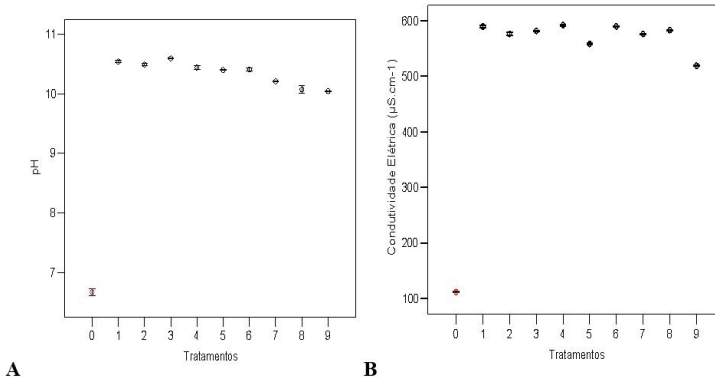 11
10
9
8
7
pH
0 1 2 3 4 5 6 7 8 9
Tratamentos
A
600
500
400
300
200
100
Condutividade Elétrica (µS.cm-1)
0 1 2 3 4 5 6 7 8 9
Tratamentos
B